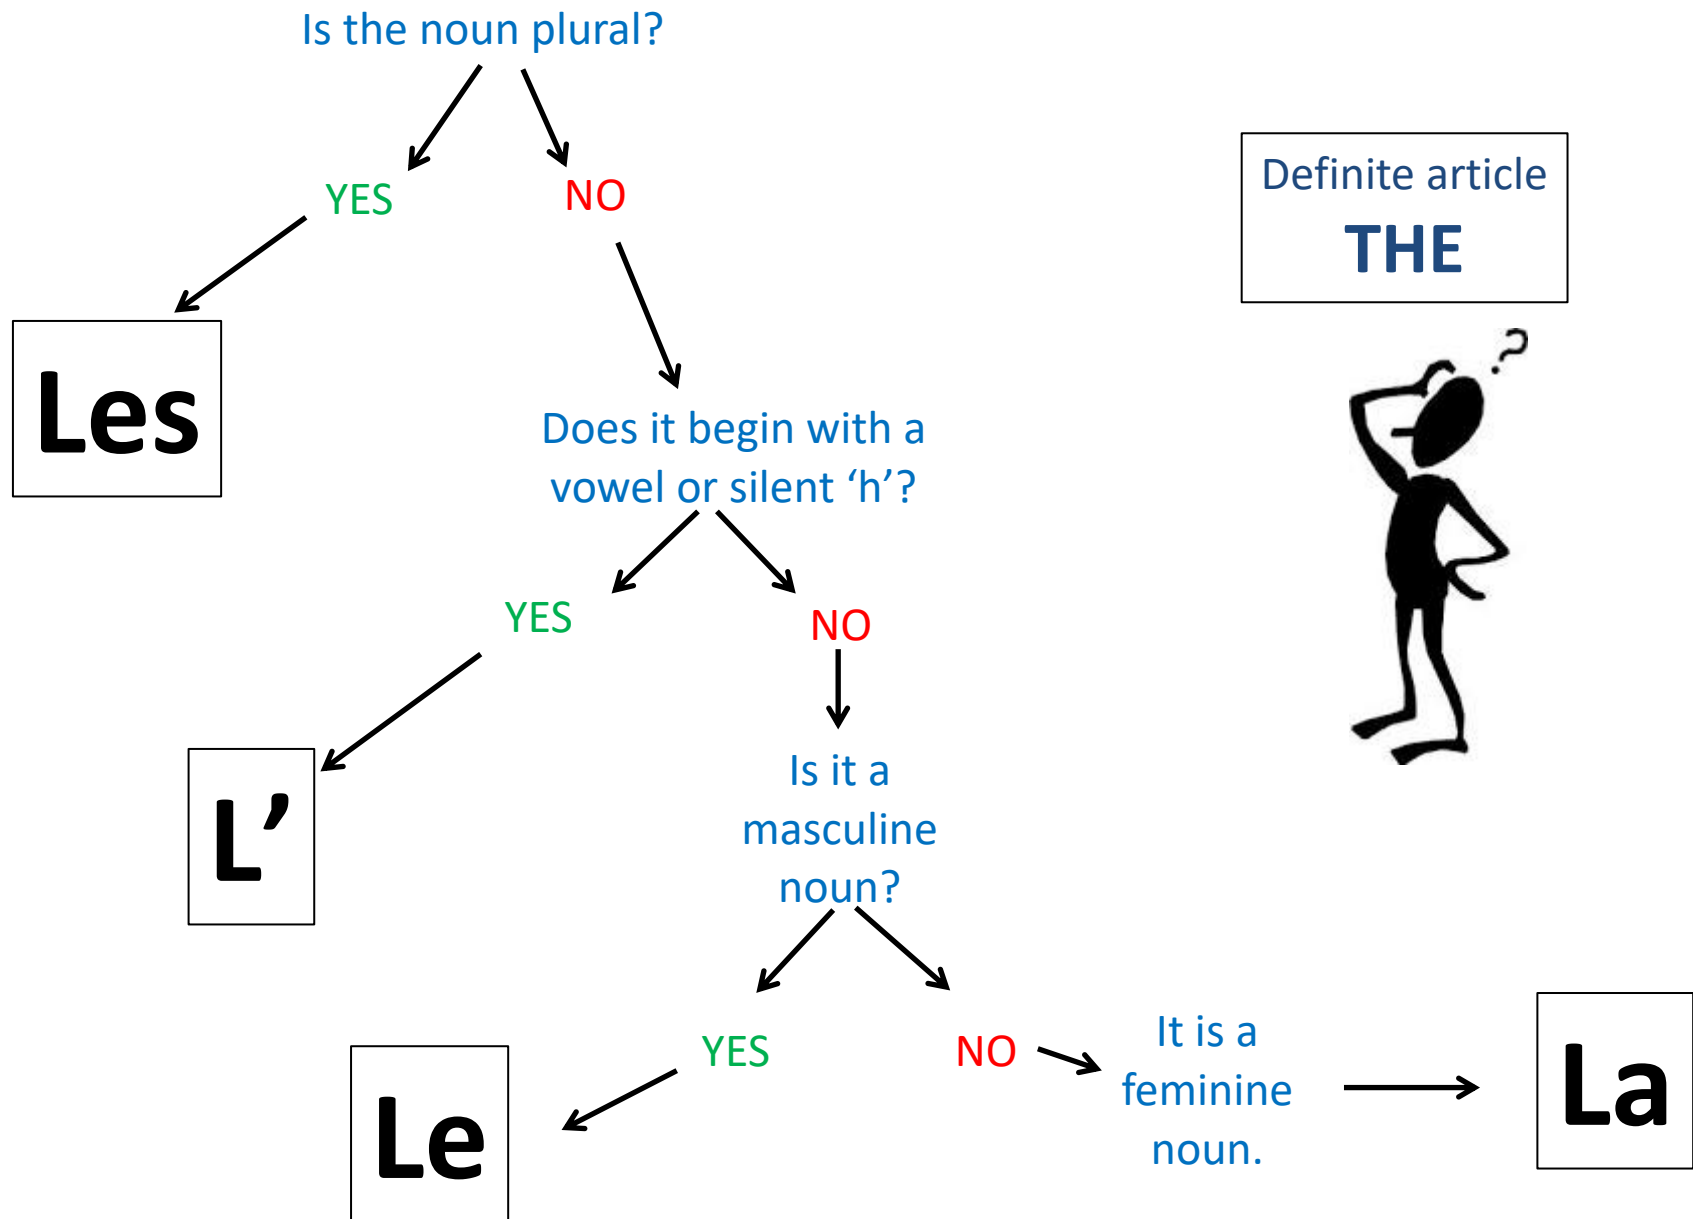 Is the noun plural?
YES
NO
Definite article
THE
?
Les
Does it begin with a
vowel or silent ‘h’?
YES
NO
L’
Is it a
masculine
noun?
YES
NO
It is a
feminine
noun.
Le
La